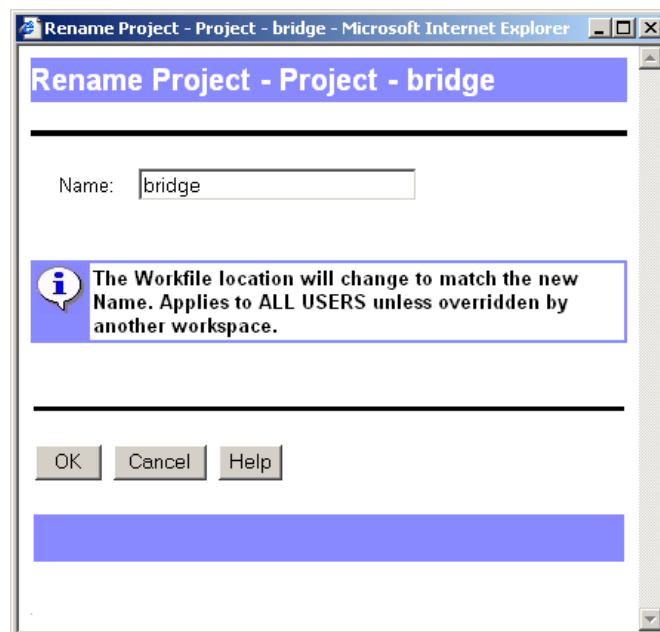 Rename Project - Project - bridge - Microsoft Internet Explorer
Rename Project - Project - bridge
Name: bridge
The Workfile location will change to match the new
Name. Applies to ALL USERS unless overridden by
another workspace.
OK Cancel Help